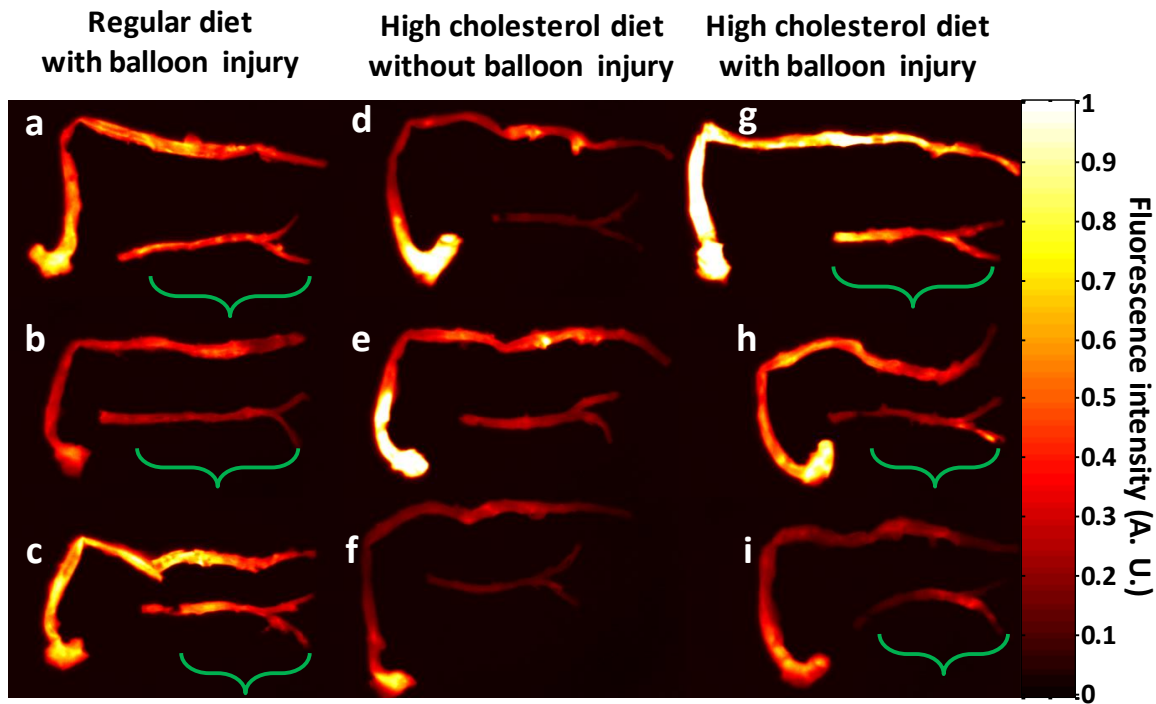 Regular diet
with balloon injury
High cholesterol diet
without balloon injury
High cholesterol diet
with balloon injury
a
d
g
b
e
h
c
f
i
1
0.9
0.8
0.7
0.6
0.5
0.4
0.3
0.2
0.1
0
Fluorescence intensity (A. U.)